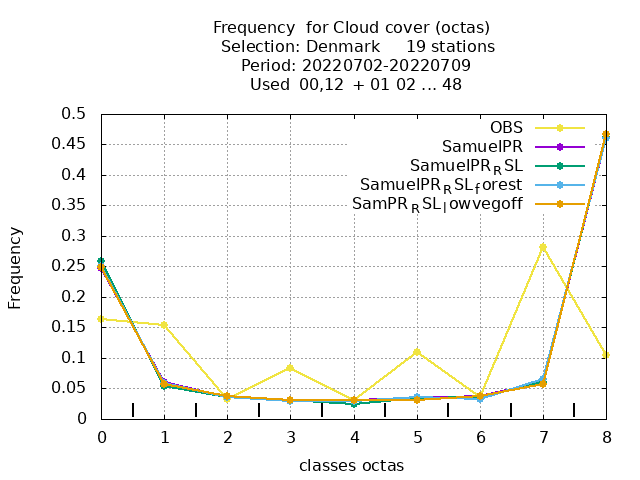 Frequency  for Cloud cover (octas)
Selection: Denmark     19 stations
Period: 20220702-20220709
Used  00,12  + 01 02 ... 48
0.5
0.45
0.4
0.35
0.3
0.25
0.2
0.15
0.1
0.05
0
Frequency
OBS
SamuelPR
SamuelPR_RSL
SamuelPR_RSL_forest
SamPR_RSL_lowvegoff
0 1 2 3 4 5 6 7 8
classes octas